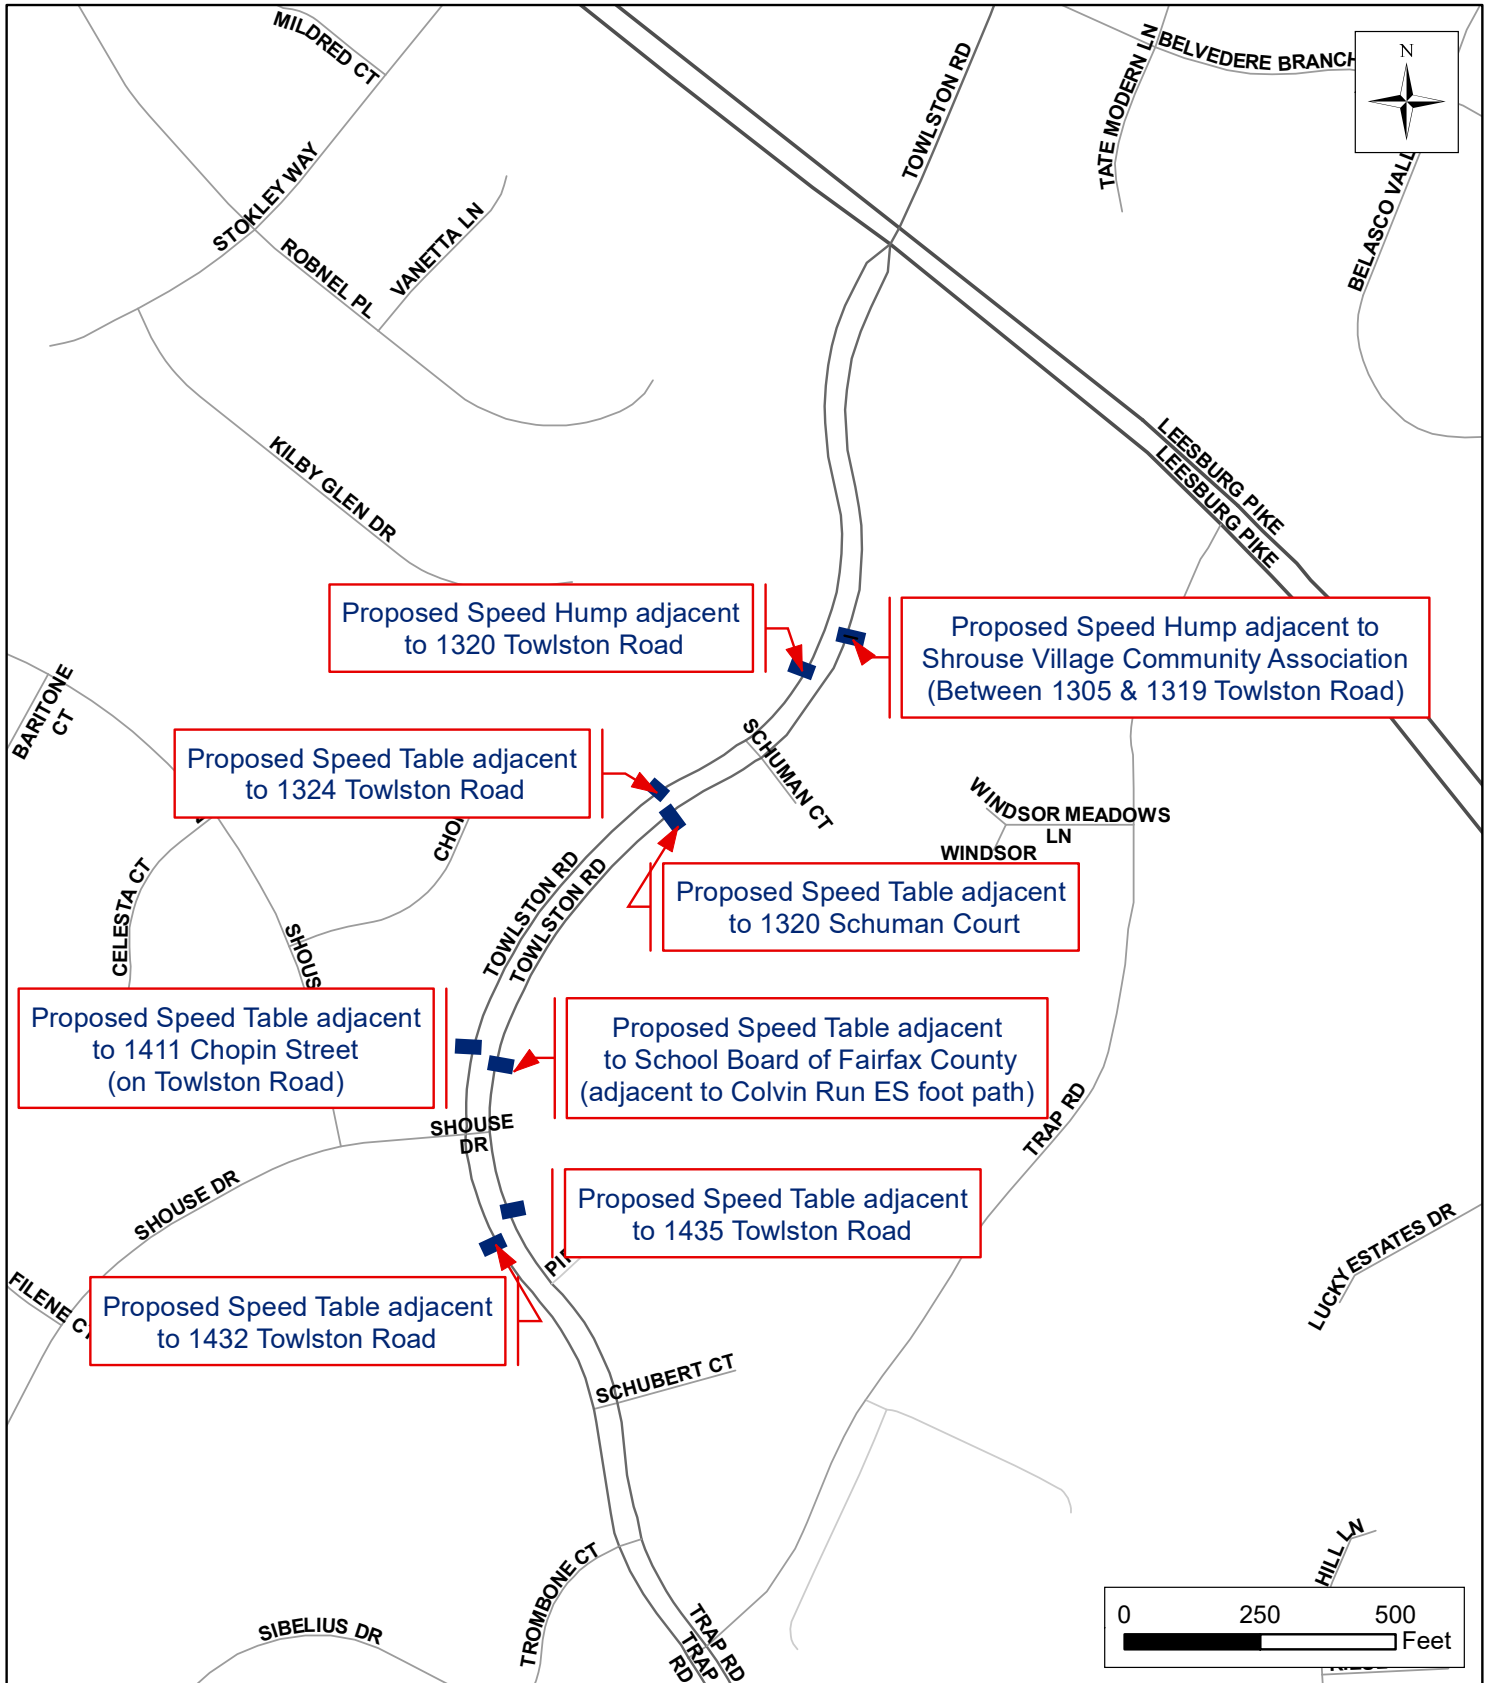 MILDRED CT
TOWLSTON RD
TATE MODERN LN
BELVEDERE BRANCH
N
STOKLEY WAY
VANETTA LN
ROBNEL PL
BELASCO
KILBY GLEN DR
LEESBURG PIKE
LEESBURG PIKE
Proposed Speed Hump adjacent
to 1320 Towlston Road
Proposed Speed Hump adjacent to
Shrouse Village Community Association
(Between 1305 & 1319 Towlston Road)
BARITONE
CT
SCHUMAN CT
Proposed Speed Table adjacent
to 1324 Towlston Road
WINDSOR MEADOWS
LN
WINDSOR
CELESTA CT
TOWLSTON RD
TOWLSTON RD
Proposed Speed Table adjacent
to 1320 Schuman Court
Proposed Speed Table adjacent
to 1411 Chopin Street
(on Towlston Road)
Proposed Speed Table adjacent
to School Board of Fairfax County
(adjacent to Colvin Run ES foot path)
SHOUSE
DR
TRAP RD
SHOUSE DR
Proposed Speed Table adjacent
to 1435 Towlston Road
LUCKY ESTATES DR
FILENE CT
Proposed Speed Table adjacent
to 1432 Towlston Road
SCHUBERT CT
TROMBONE CT
HILL LN
SIBELIUS DR
TRAP RD
TRAP
RD
0 250 500
Feet